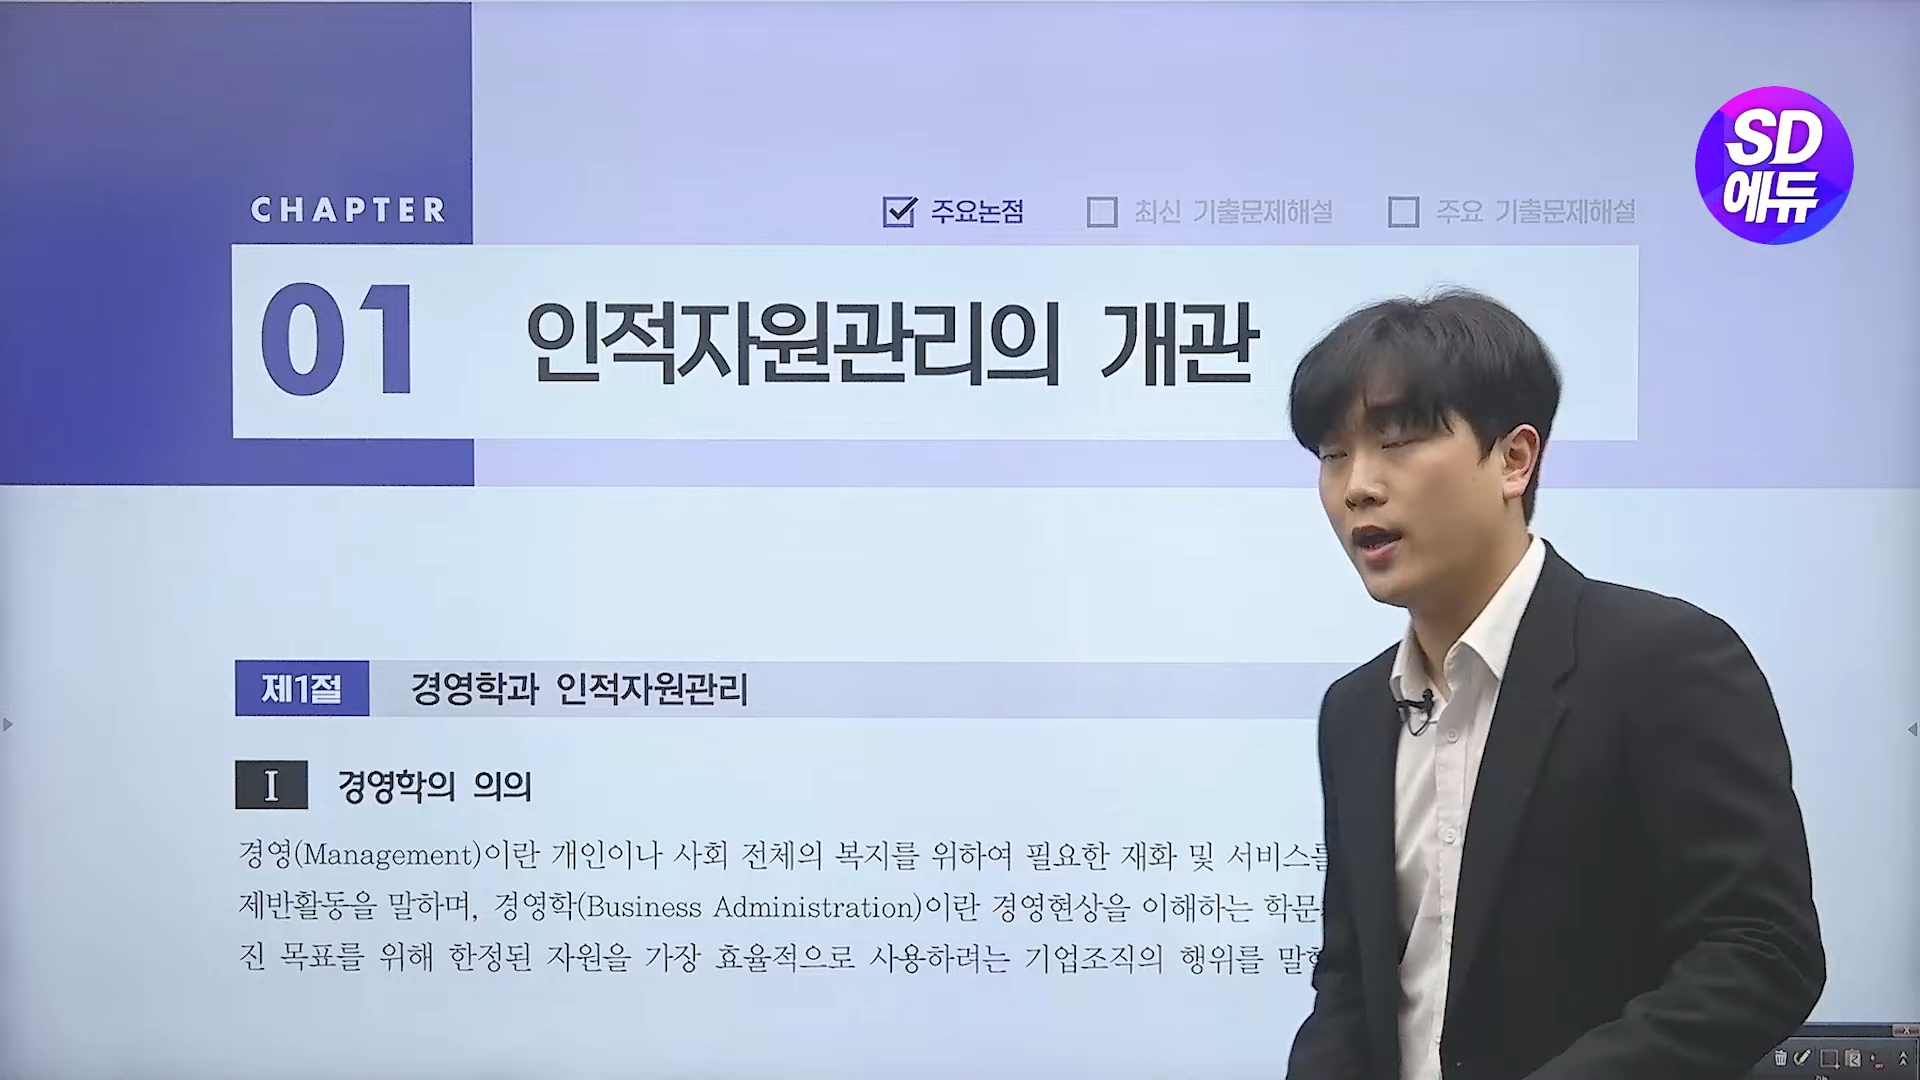 SD
에듀
CHAPTER
주요논점
최신 기출문제해설
주요 기출문제해설
01 인적자원관리의 개관
제1절 경영학과 인적자원관리
I 경영학의 의의
경영(Management)이란 개인이나 사회 전체의 복지를 위하여 필요한 재화 및 서비스를
제반활동을 말하며, 경영학(Business Administration)이란 경영현상을 이해하는 학문
진 목표를 위해 한정된 자원을 가장 효율적으로 사용하려는 기업조직의 행위를